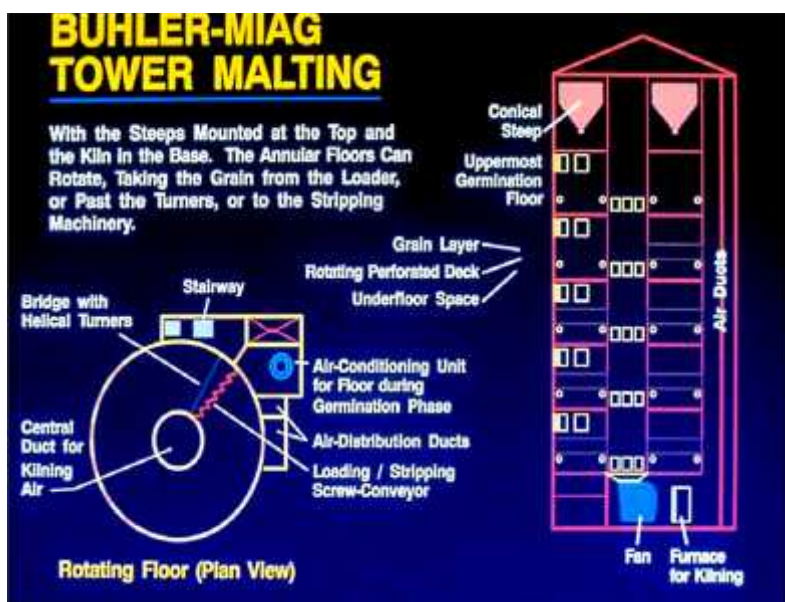 BUHLER-MIAG
TOWER MALTING
With the Steeps Mounted at the Top and
the Kiln in the Base. The Annular Floors Can
Rotate, Taking the Grain from the Loader,
or Past the Turners, or to the Stripping
Machinery.
Conical
Steep
Uppermost
Germination
Floor
Grain Layer
Rotating Perforated Deck
Underfloor Space
Air-Ducts
Stairway
Bridge with
Helical Turners
Air-Conditioning Unit
for Floor during
Germination Phase
Central
Duct for
Kilning
Air
Air-Distribution Ducts
Loading / Stripping
Screw-Conveyor
Rotating Floor (Plan View)
Fan
Furnace
for Kilning